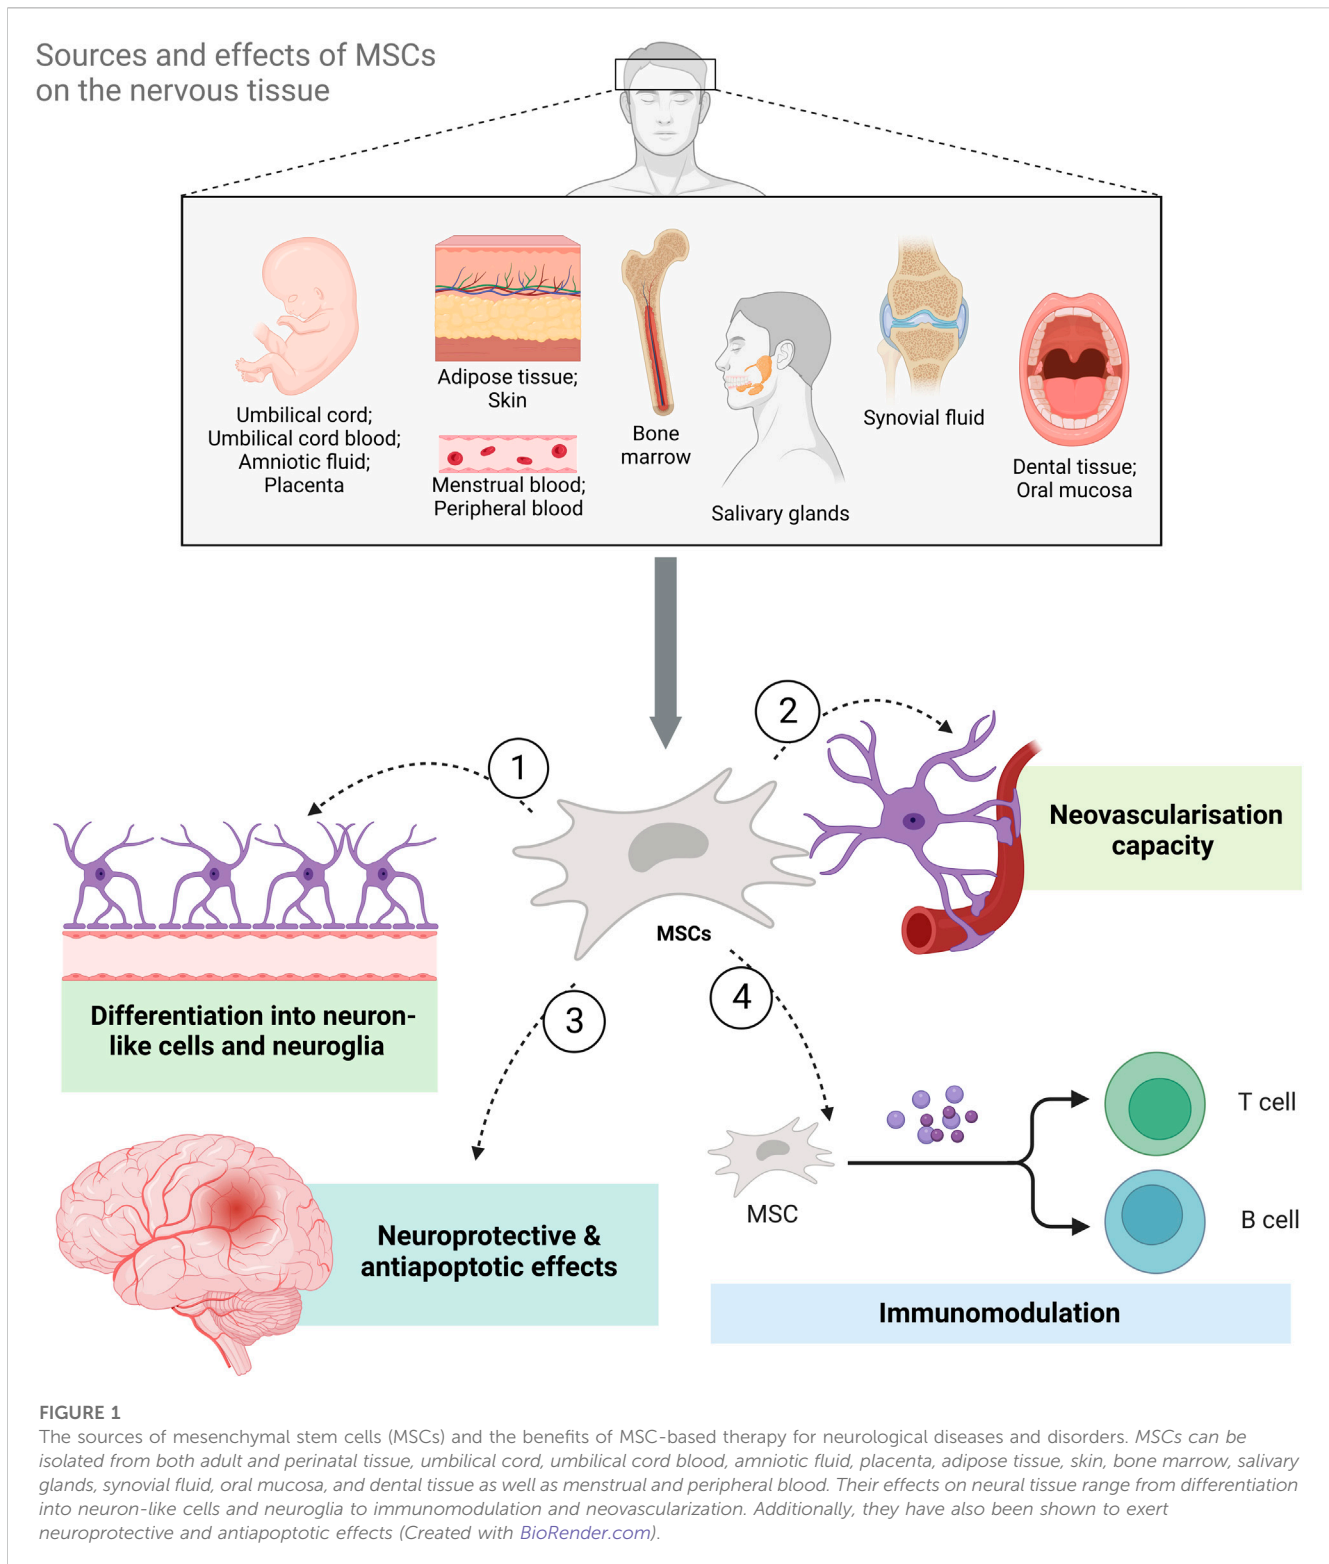 Sources and effects of MSCs
on the nervous tissue
Umbilical cord;
Umbilical cord blood;
Amniotic fluid;
Placenta
Adipose tissue;
Skin
Menstrual blood;
Peripheral blood
Bone
marrow
Salivary glands
Synovial fluid
Dental tissue;
Oral mucosa
1
2
Neovascularisation
capacity
MSCs
Differentiation into neuron-
like cells and neuroglia
3
4
Neuroprotective &
antiapoptotic effects
MSC
T cell
B cell
Immunomodulation
FIGURE 1
The sources of mesenchymal stem cells (MSCs) and the benefits of MSC-based therapy for neurological diseases and disorders. MSCs can be
isolated from both adult and perinatal tissue, umbilical cord, umbilical cord blood, amniotic fluid, placenta, adipose tissue, skin, bone marrow, salivary
glands, synovial fluid, oral mucosa, and dental tissue as well as menstrual and peripheral blood. Their effects on neural tissue range from differentiation
into neuron-like cells and neuroglia to immunomodulation and neovascularization. Additionally, they have also been shown to exert
neuroprotective and antiapoptotic effects (Created with BioRender.com).